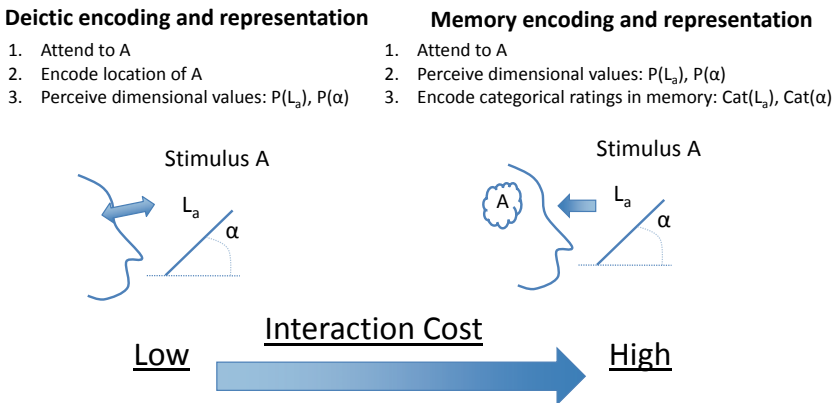 Deictic encoding and representation
1. Attend to A
2. Encode location of A
3. Perceive dimensional values: P(Lₐ), P(α)
Memory encoding and representation
1. Attend to A
2. Perceive dimensional values: P(Lₐ), P(α)
3. Encode categorical ratings in memory: Cat(Lₐ), Cat(α)
Stimulus A
Lₐ
α
Stimulus A
A
Lₐ
α
Interaction Cost
Low
High